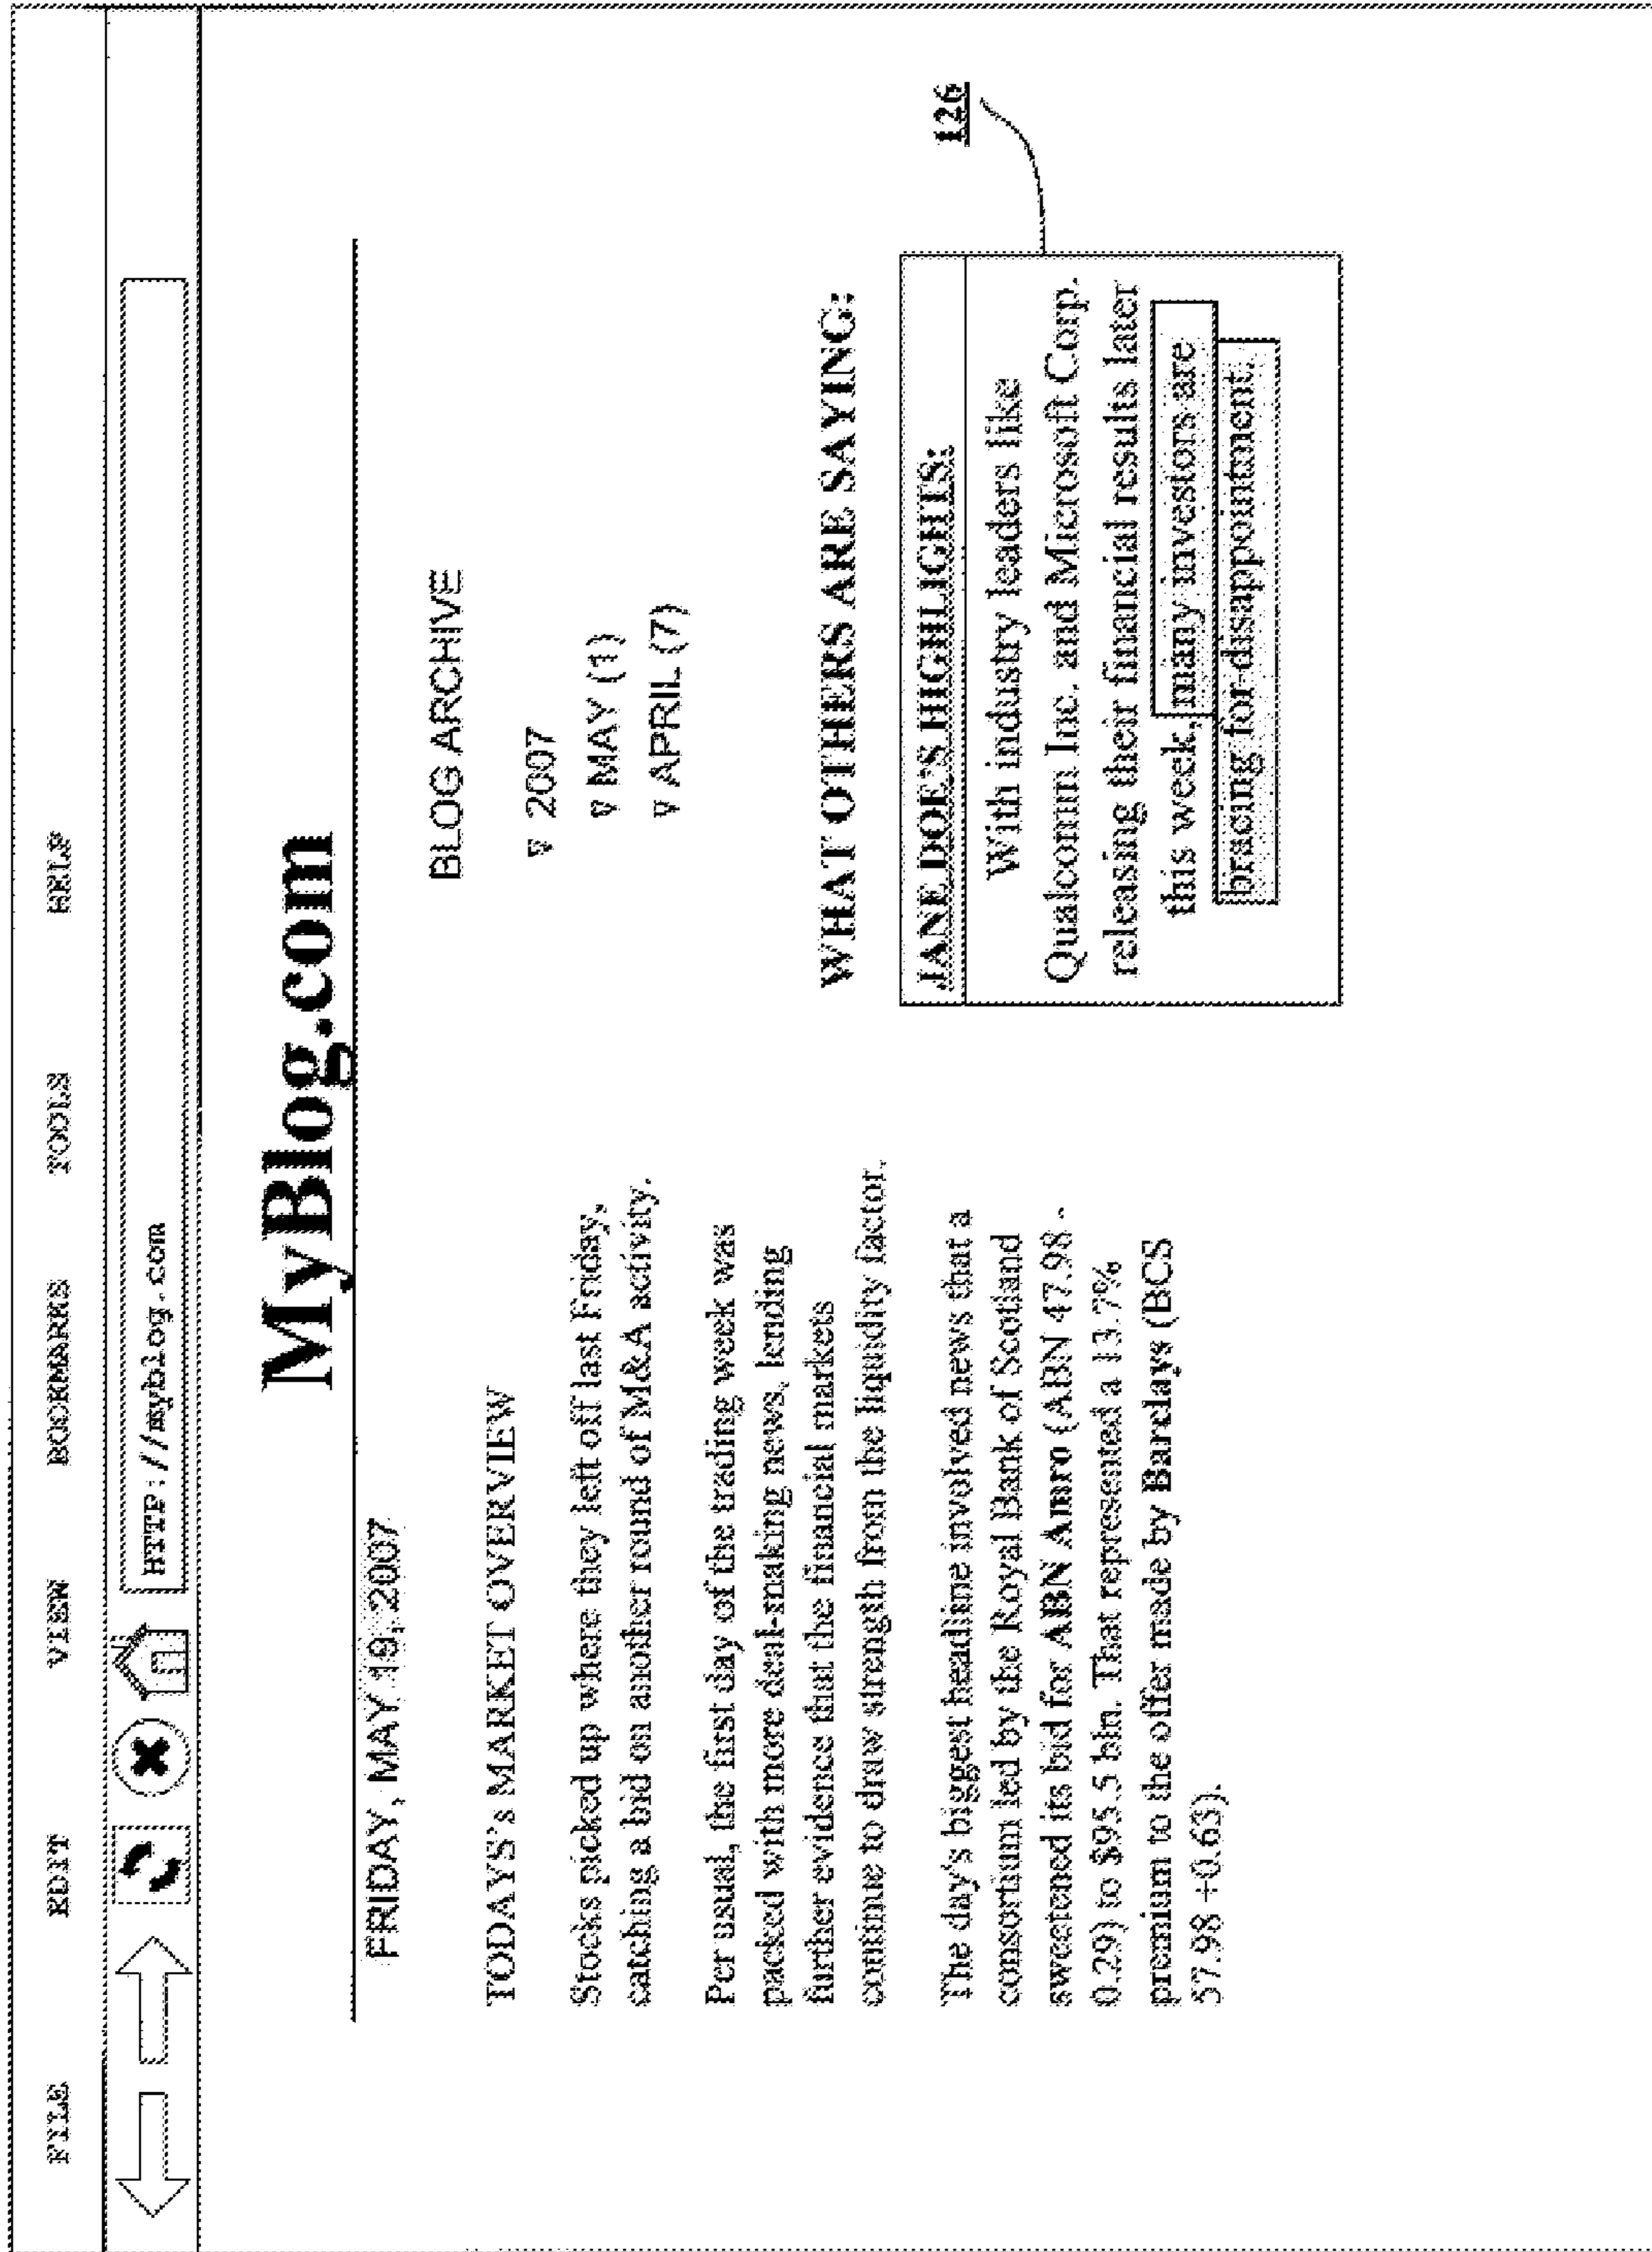 FILE EDIT VIEW BOOKMARKS TOOLS HELP
HTTP://myblog.com
MyBlog.com
FRIDAY, MAY 19, 2007
TODAYS's MARKET OVERVIEW
Stocks picked up where they left off last Friday,
catching a bid on another round of M&A activity.
Per usual, the first day of the trading week was
packed with more deal-making news, lending
further evidence that the financial markets
continue to draw strength from the liquidity factor.
The day's biggest headline involved news that a
consortium led by the Royal Bank of Scotland
sweetened its bid for ABN Amro (ABN 47.98 -
0.29) to $95.5 bln. That represented a 13.7%
premium to the offer made by Barclays (BCS
57.98 +0.63).
BLOG ARCHIVE
∇ 2007
∇ MAY (1)
∇ APRIL (7)
WHAT OTHERS ARE SAYING:
JANE DOE'S HIGHLIGHTS:
With industry leaders like
Qualcomm Inc. and Microsoft Corp.
releasing their financial results later
this week, many investors are
bracing for disappointment.
126